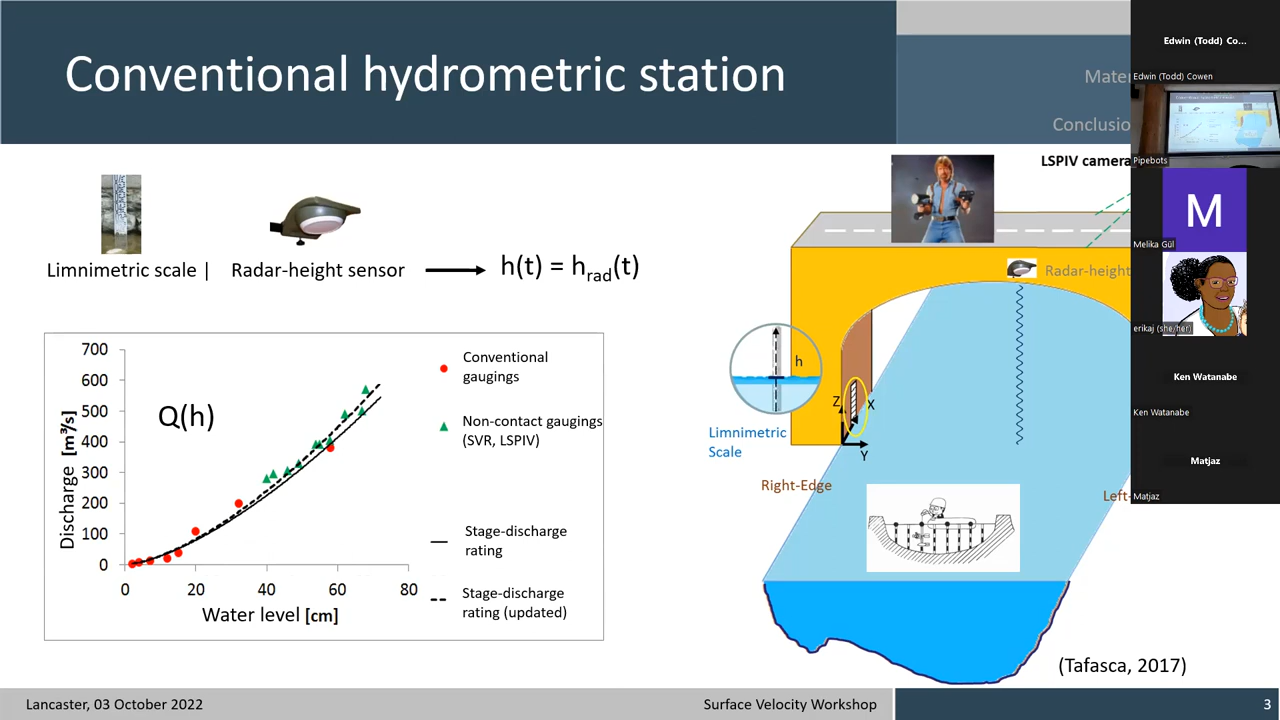 Conventional hydrometric station
Limnimetric scale |
Radar-height sensor
h(t) = hrad(t)
700
600
500
400
300
200
100
0
Discharge [m³/s]
Q(h)
0 20 40 60 80
Water level [cm]
Conventional
gaugings
Non-contact gaugings
(SVR, LSPIV)
Stage-discharge
rating
Stage-discharge
rating (updated)
LSPIV camera
Radar-height
h
Limnimetric
Scale
Z
X
Y
Right-Edge
Left-
(Tafasca, 2017)
Lancaster, 03 October 2022
Surface Velocity Workshop
3
Mate
Conclusio
Edwin (Todd) Co...
Edwin (Todd) Cowen
Pipebots
M
Melika Gül
erikaj (she/her)
Ken Watanabe
Ken Watanabe
Matjaz
Matjaz